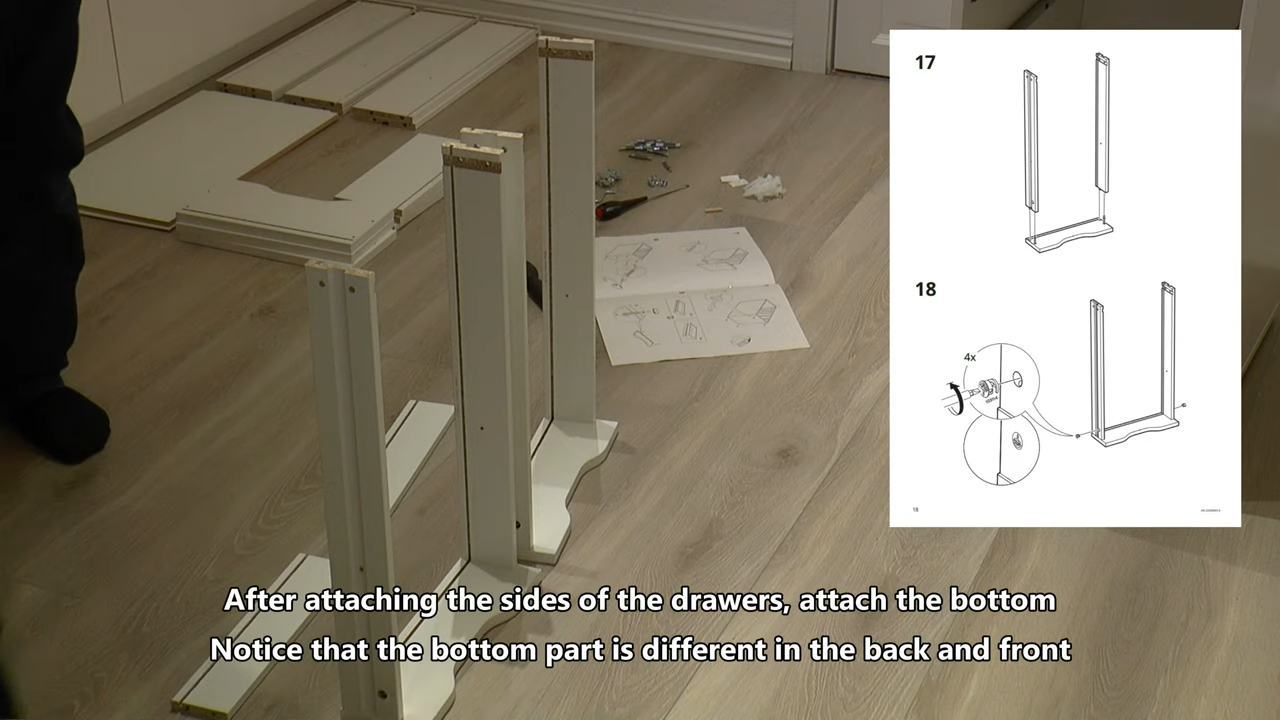 17
18
4x
18
After attaching the sides of the drawers, attach the bottom
Notice that the bottom part is different in the back and front